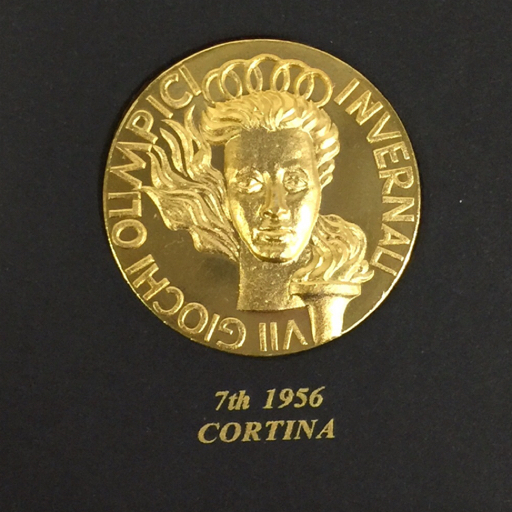 VII GIOCHI OLIMPICI INVERNALI
7th 1956
CORTINA